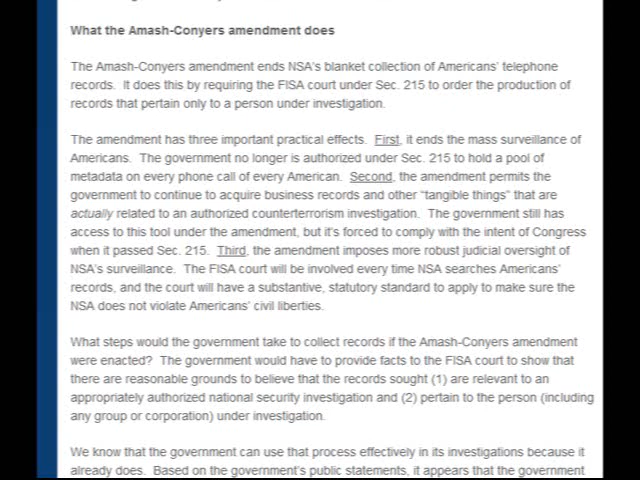 What the Amash-Conyers amendment does
The Amash-Conyers amendment ends NSA's blanket collection of Americans' telephone
records. It does this by requiring the FISA court under Sec. 215 to order the production of
records that pertain only to a person under investigation.
The amendment has three important practical effects. First, it ends the mass surveillance of
Americans. The government no longer is authorized under Sec. 215 to hold a pool of
metadata on every phone call of every American. Second, the amendment permits the
government to continue to acquire business records and other “tangible things” that are
actually related to an authorized counterterrorism investigation. The government still has
access to this tool under the amendment, but it's forced to comply with the intent of Congress
when it passed Sec. 215. Third, the amendment imposes more robust judicial oversight of
NSA's surveillance. The FISA court will be involved every time NSA searches Americans'
records, and the court will have a substantive, statutory standard to apply to make sure the
NSA does not violate Americans' civil liberties.
What steps would the government take to collect records if the Amash-Conyers amendment
were enacted? The government would have to provide facts to the FISA court to show that
there are reasonable grounds to believe that the records sought (1) are relevant to an
appropriately authorized national security investigation and (2) pertain to the person (including
any group or corporation) under investigation.
We know that the government can use that process effectively in its investigations because it
already does. Based on the government's public statements, it appears that the government